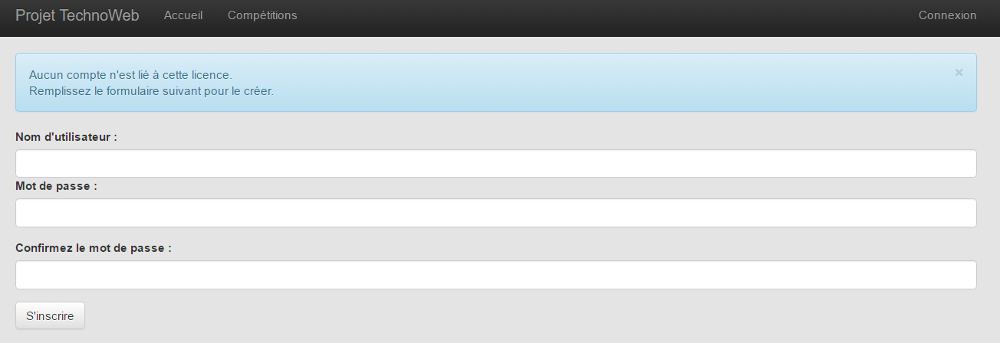 Projet TechnoWeb Accueil Compétitions Connexion
Aucun compte n'est lié à cette licence. ×
Remplissez le formulaire suivant pour le créer.
Nom d'utilisateur :
Mot de passe :
Confirmez le mot de passe :
S'inscrire